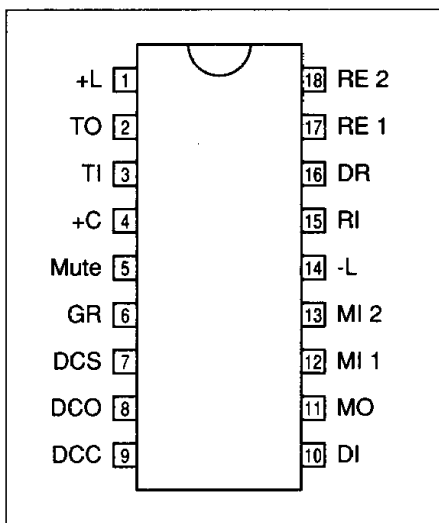 +L 1 18 RE 2
TO 2 17 RE 1
TI 3 16 DR
+C 4 15 RI
Mute 5 14 -L
GR 6 13 MI 2
DCS 7 12 MI 1
DCO 8 11 MO
DCC 9 10 DI